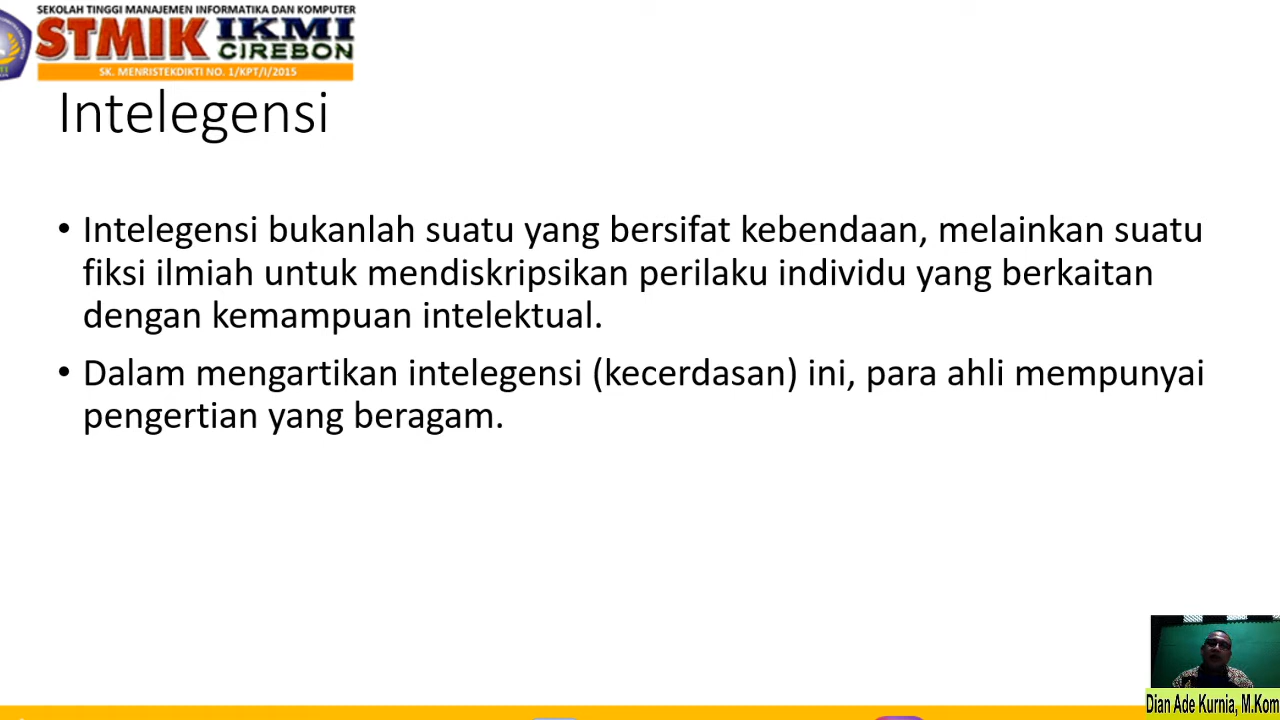 SEKOLAH TINGGI MANAJEMEN INFORMATIKA DAN KOMPUTER
STMIK IKMI
CIREBON
SK. MENRISTEKDIKTI NO. 1/KPT/I/2015
Intelegensi
• Intelegensi bukanlah suatu yang bersifat kebendaan, melainkan suatu
fiksi ilmiah untuk mendiskripsikan perilaku individu yang berkaitan
dengan kemampuan intelektual.
• Dalam mengartikan intelegensi (kecerdasan) ini, para ahli mempunyai
pengertian yang beragam.
Dian Ade Kurnia, M.Kom